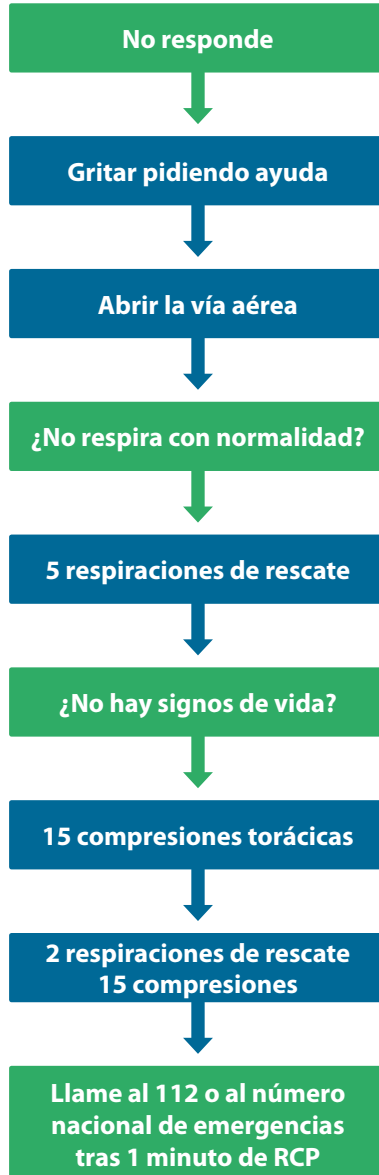 No responde
Gritar pidiendo ayuda
Abrir la vía aérea
¿No respira con normalidad?
5 respiraciones de rescate
¿No hay signos de vida?
15 compresiones torácicas
2 respiraciones de rescate
15 compresiones
Llame al 112 o al número
nacional de emergencias
tras 1 minuto de RCP